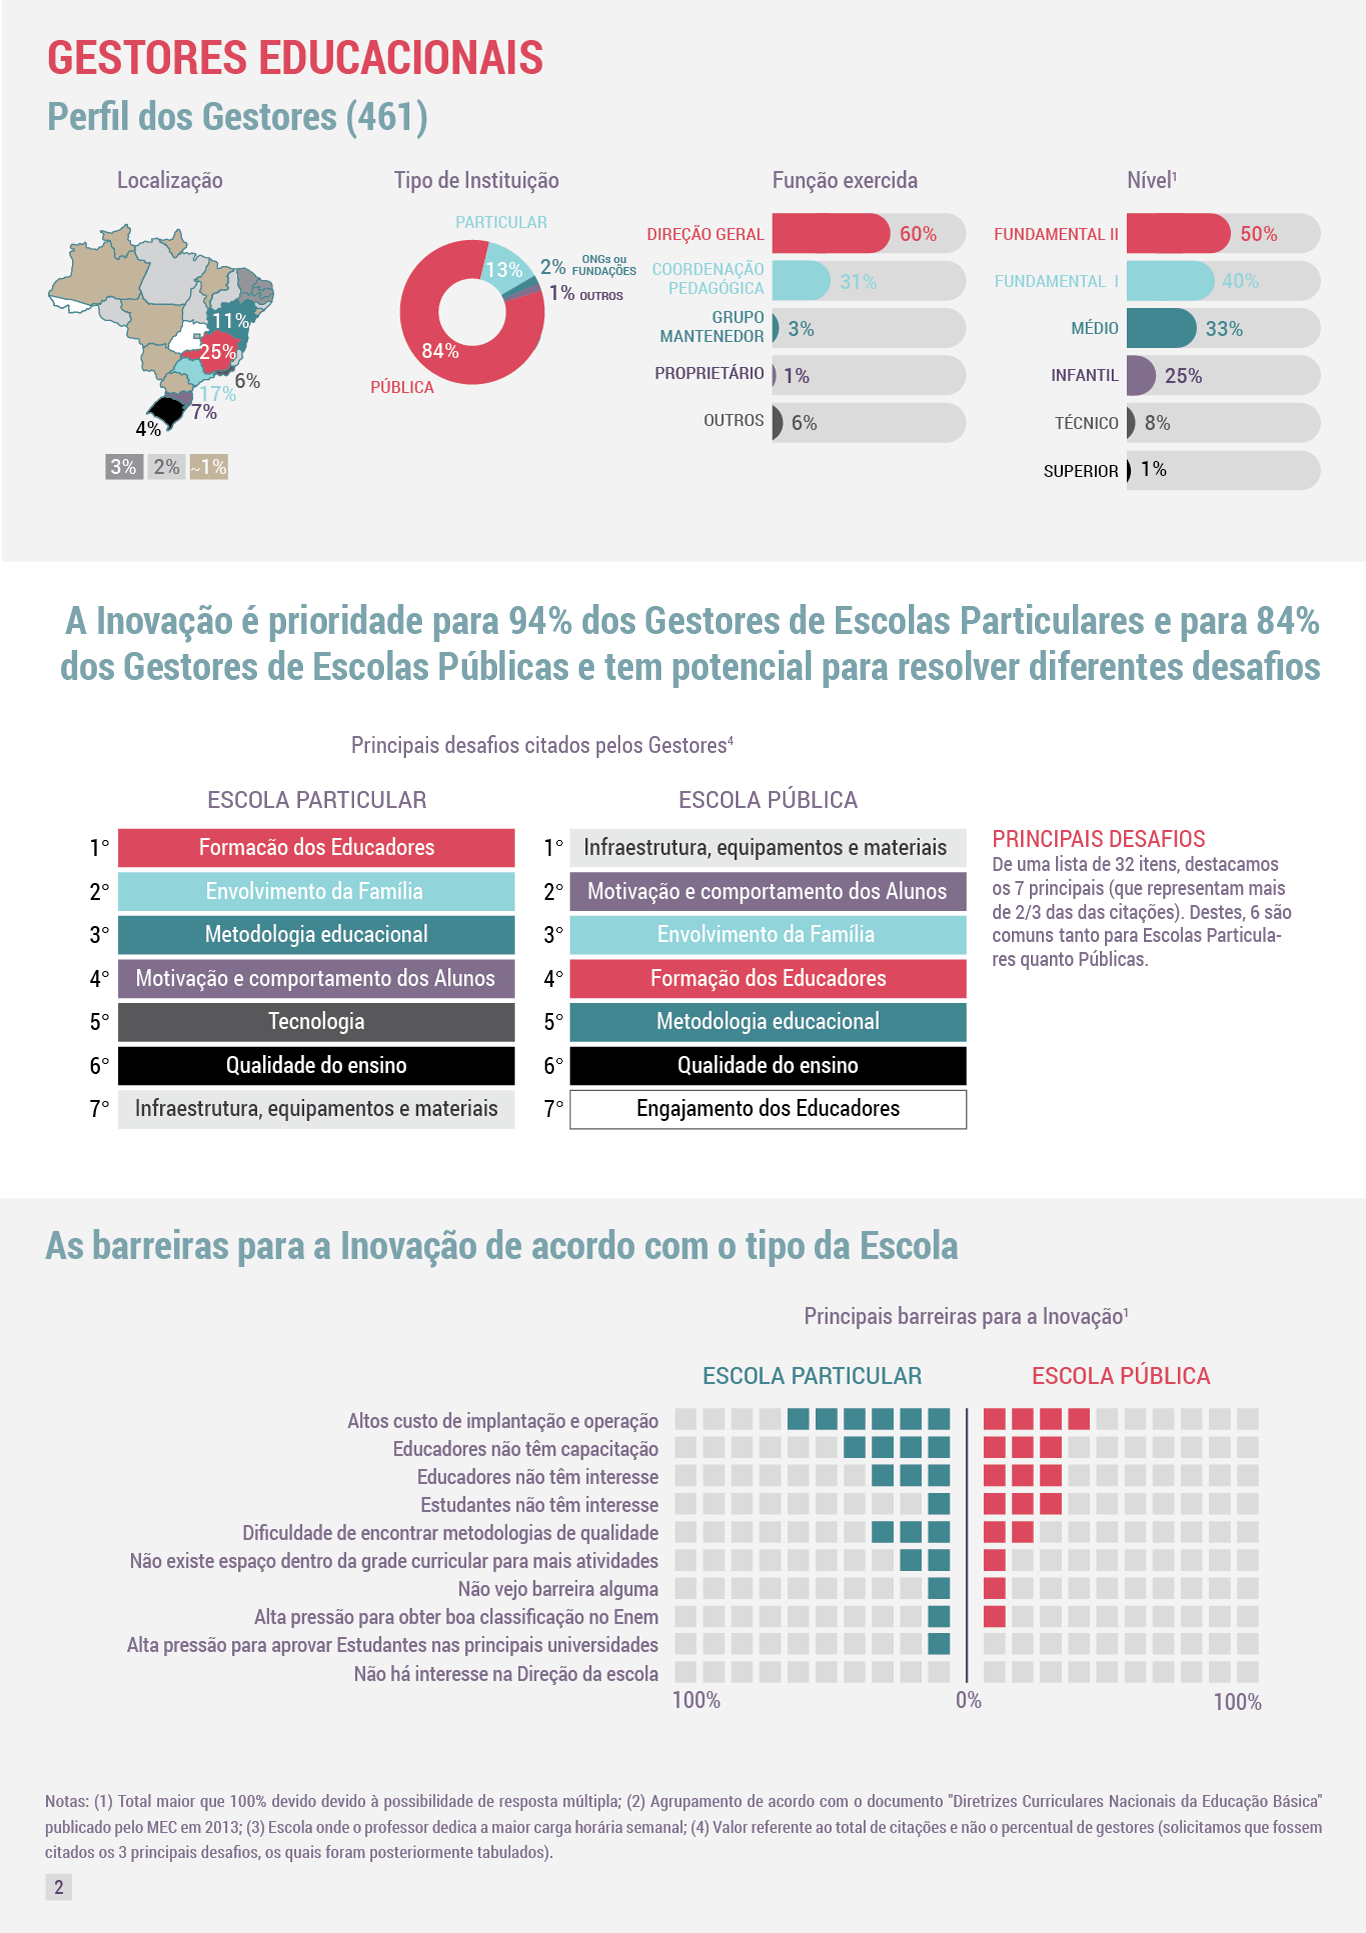 GESTORES EDUCACIONAIS
Perfil dos Gestores (461)
Localização
11%
25%
6%
17%
7%
4%
3% 2% ~1%
Tipo de Instituição
PARTICULAR
13%
2% ONGs ou FUNDAÇÕES
1% OUTROS
84%
PÚBLICA
Função exercida
DIREÇÃO GERAL 60%
COORDENAÇÃO
PEDAGÓGICA 31%
GRUPO
MANTENEDOR 3%
PROPRIETÁRIO 1%
OUTROS 6%
Nível1
FUNDAMENTAL II 50%
FUNDAMENTAL I 40%
MÉDIO 33%
INFANTIL 25%
TÉCNICO 8%
SUPERIOR 1%
A Inovação é prioridade para 94% dos Gestores de Escolas Particulares e para 84%
dos Gestores de Escolas Públicas e tem potencial para resolver diferentes desafios
Principais desafios citados pelos Gestores4
ESCOLA PARTICULAR
1° Formacão dos Educadores
2° Envolvimento da Família
3° Metodologia educacional
4° Motivação e comportamento dos Alunos
5° Tecnologia
6° Qualidade do ensino
7° Infraestrutura, equipamentos e materiais
ESCOLA PÚBLICA
1° Infraestrutura, equipamentos e materiais
2° Motivação e comportamento dos Alunos
3° Envolvimento da Família
4° Formação dos Educadores
5° Metodologia educacional
6° Qualidade do ensino
7° Engajamento dos Educadores
PRINCIPAIS DESAFIOS
De uma lista de 32 itens, destacamos
os 7 principais (que representam mais
de 2/3 das das citações). Destes, 6 são
comuns tanto para Escolas Particula-
res quanto Públicas.
As barreiras para a Inovação de acordo com o tipo da Escola
Principais barreiras para a Inovação1
ESCOLA PARTICULAR ESCOLA PÚBLICA
Altos custo de implantação e operação
Educadores não têm capacitação
Educadores não têm interesse
Estudantes não têm interesse
Dificuldade de encontrar metodologias de qualidade
Não existe espaço dentro da grade curricular para mais atividades
Não vejo barreira alguma
Alta pressão para obter boa classificação no Enem
Alta pressão para aprovar Estudantes nas principais universidades
Não há interesse na Direção da escola
100% 0% 100%
Notas: (1) Total maior que 100% devido devido à possibilidade de resposta múltipla; (2) Agrupamento de acordo com o documento "Diretrizes Curriculares Nacionais da Educação Básica"
publicado pelo MEC em 2013; (3) Escola onde o professor dedica a maior carga horária semanal; (4) Valor referente ao total de citações e não o percentual de gestores (solicitamos que fossem
citados os 3 principais desafios, os quais foram posteriormente tabulados).
2